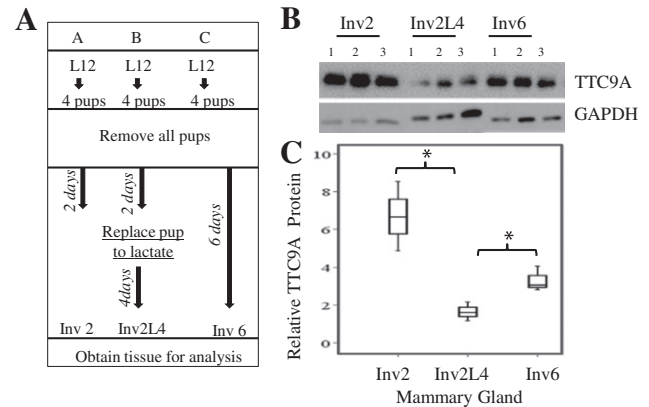 A
A B C
L12 L12 L12
4 pups 4 pups 4 pups
Remove all pups
2 days 2 days 6 days
Replace pup
to lactate
4days
Inv 2 Inv2L4 Inv 6
Obtain tissue for analysis
B
Inv2 Inv2L4 Inv6
1 2 3 1 2 3 1 2 3
TTC9A
GAPDH
C
Relative TTC9A Protein
10
8
6
4
2
0
* *
Inv2 Inv2L4 Inv6
Mammary Gland